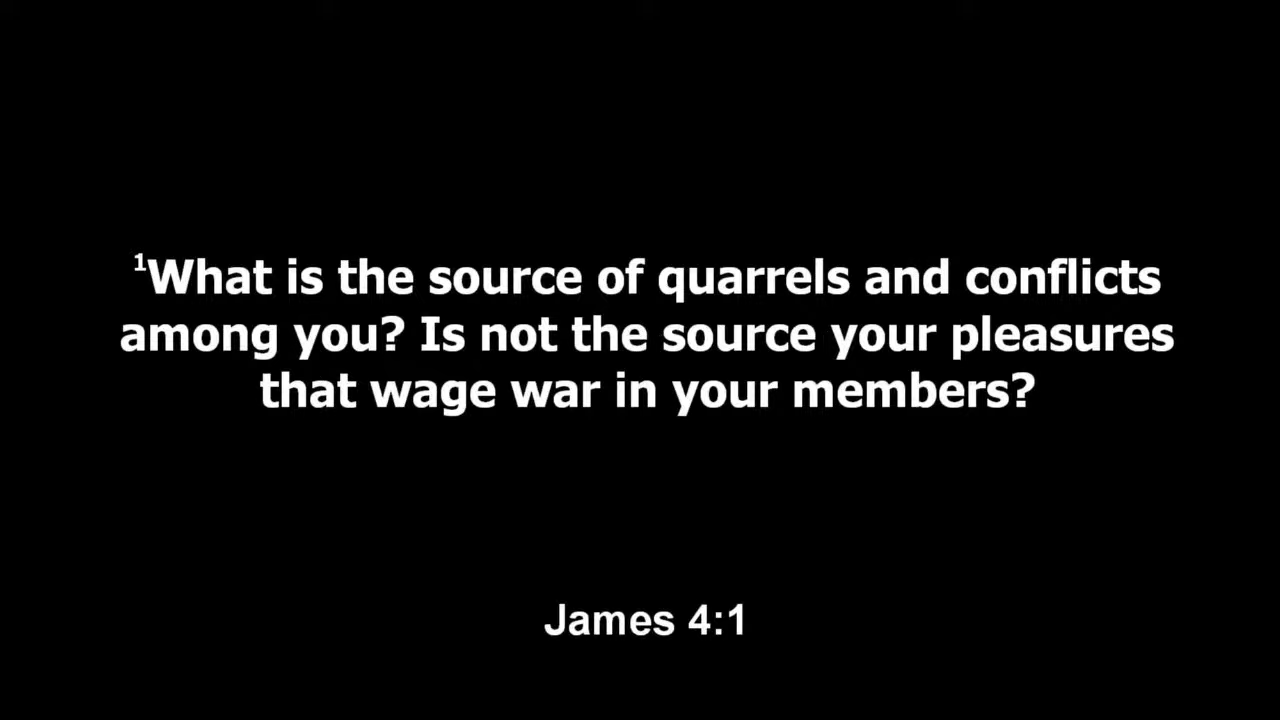 ¹What is the source of quarrels and conflicts
among you? Is not the source your pleasures
that wage war in your members?
James 4:1